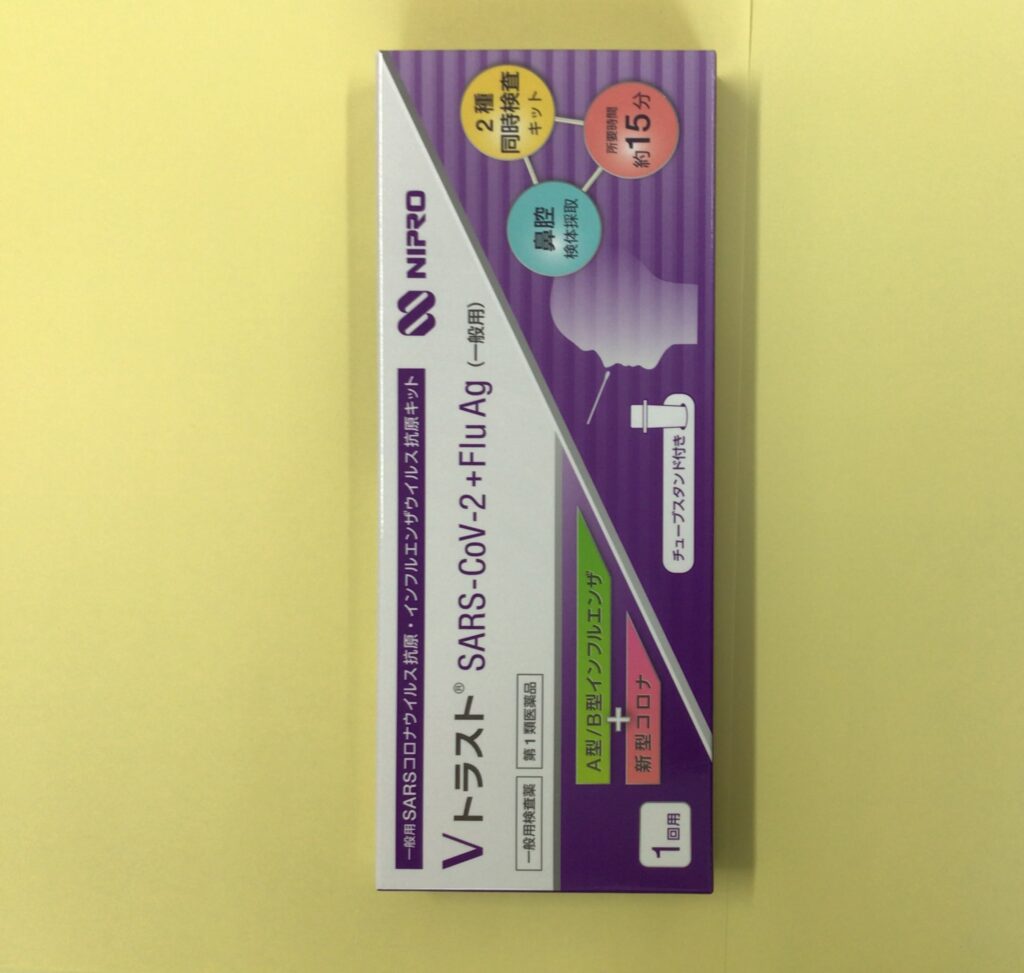 一般用SARSコロナウイルス抗原・インフルエンザウイルス抗原キット
NIPRO
Vトラスト® SARS-CoV-2+Flu Ag（一般用）
一般用検査薬 第1類医薬品
2種
同時検査
キット
所要時間
約15分
鼻腔
検体採取
A型/B型インフルエンザ
+
新型コロナ
チューブスタンド付き
1回用